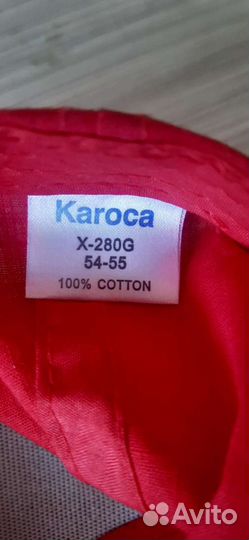 Karoca
X-280G
54-55
100% COTTON
Avito